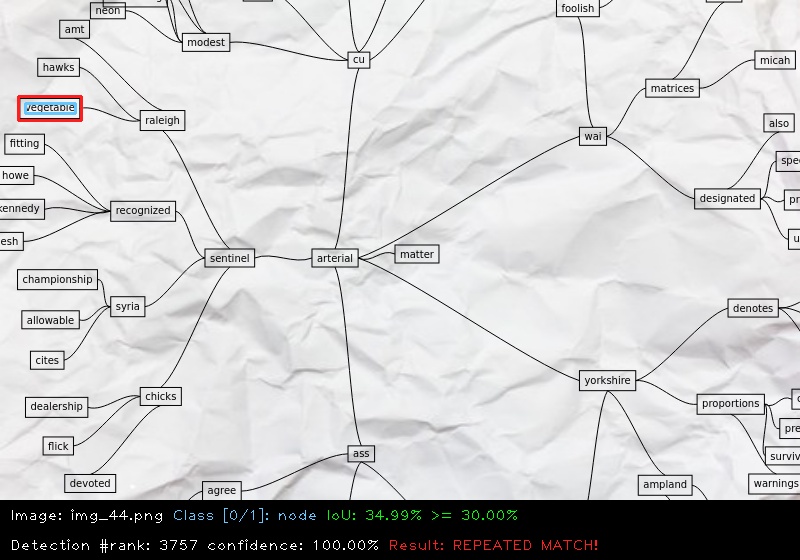 neon
amt
modest
foolish
cu
hawks
micah
matrices
vegetable
raleigh
also
fitting
wai
howe
kennedy
recognized
designated
sentinel
arterial
matter
championship
syria
allowable
denotes
cites
yorkshire
chicks
dealership
proportions
flick
ass
devoted
agree
ampland
warnings
Image: img_44.png Class [0/1]: node IoU: 34.99% >= 30.00%
Detection #rank: 3757 confidence: 100.00% Result: REPEATED MATCH!